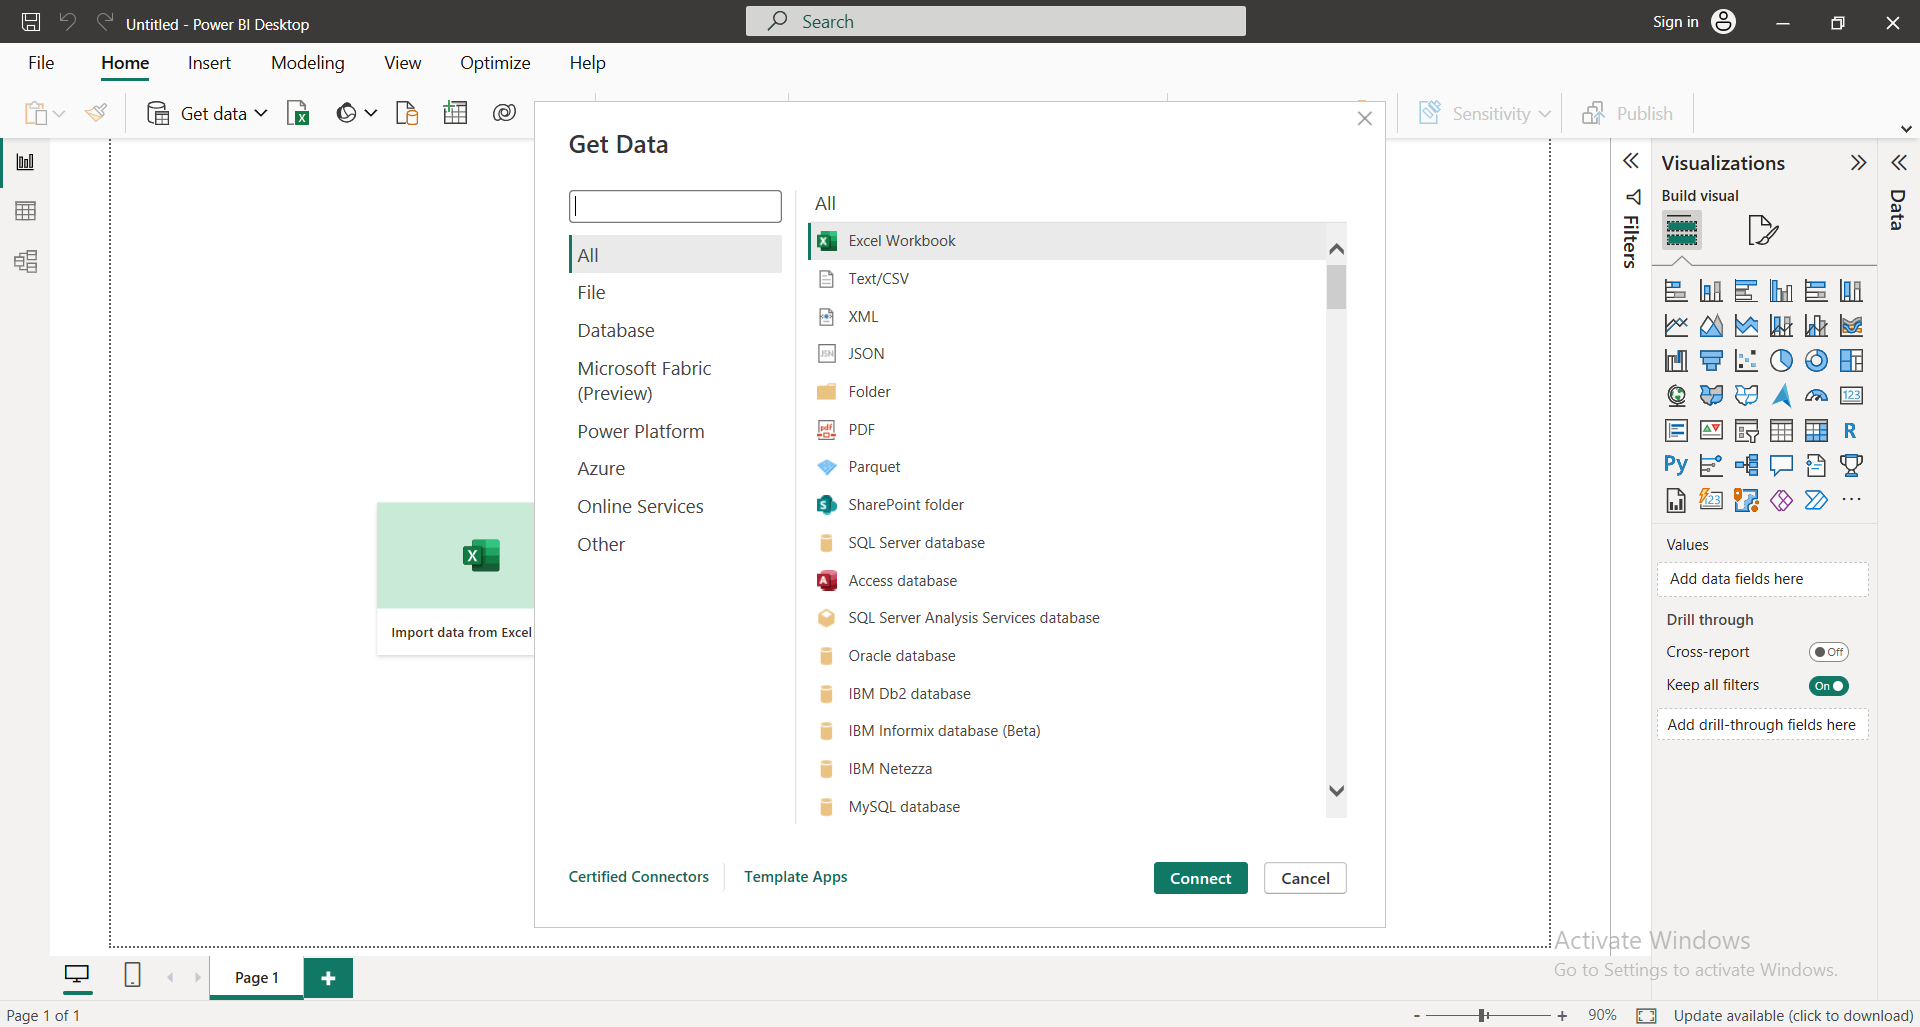 Untitled - Power BI Desktop
Search
Sign in
File
Home
Insert
Modeling
View
Optimize
Help
Get data
Sensitivity
Publish
Get Data
All
File
Database
Microsoft Fabric
(Preview)
Power Platform
Azure
Online Services
Other
All
Excel Workbook
Text/CSV
XML
JSON
Folder
PDF
Parquet
SharePoint folder
SQL Server database
Access database
SQL Server Analysis Services database
Oracle database
IBM Db2 database
IBM Informix database (Beta)
IBM Netezza
MySQL database
Certified Connectors
Template Apps
Connect
Cancel
Import data from Excel
Filters
Visualizations
Build visual
123
R
Py
123
Values
Add data fields here
Drill through
Cross-report
Off
Keep all filters
On
Add drill-through fields here
Data
Activate Windows
Go to Settings to activate Windows.
Page 1
Page 1 of 1
90%
Update available (click to download)